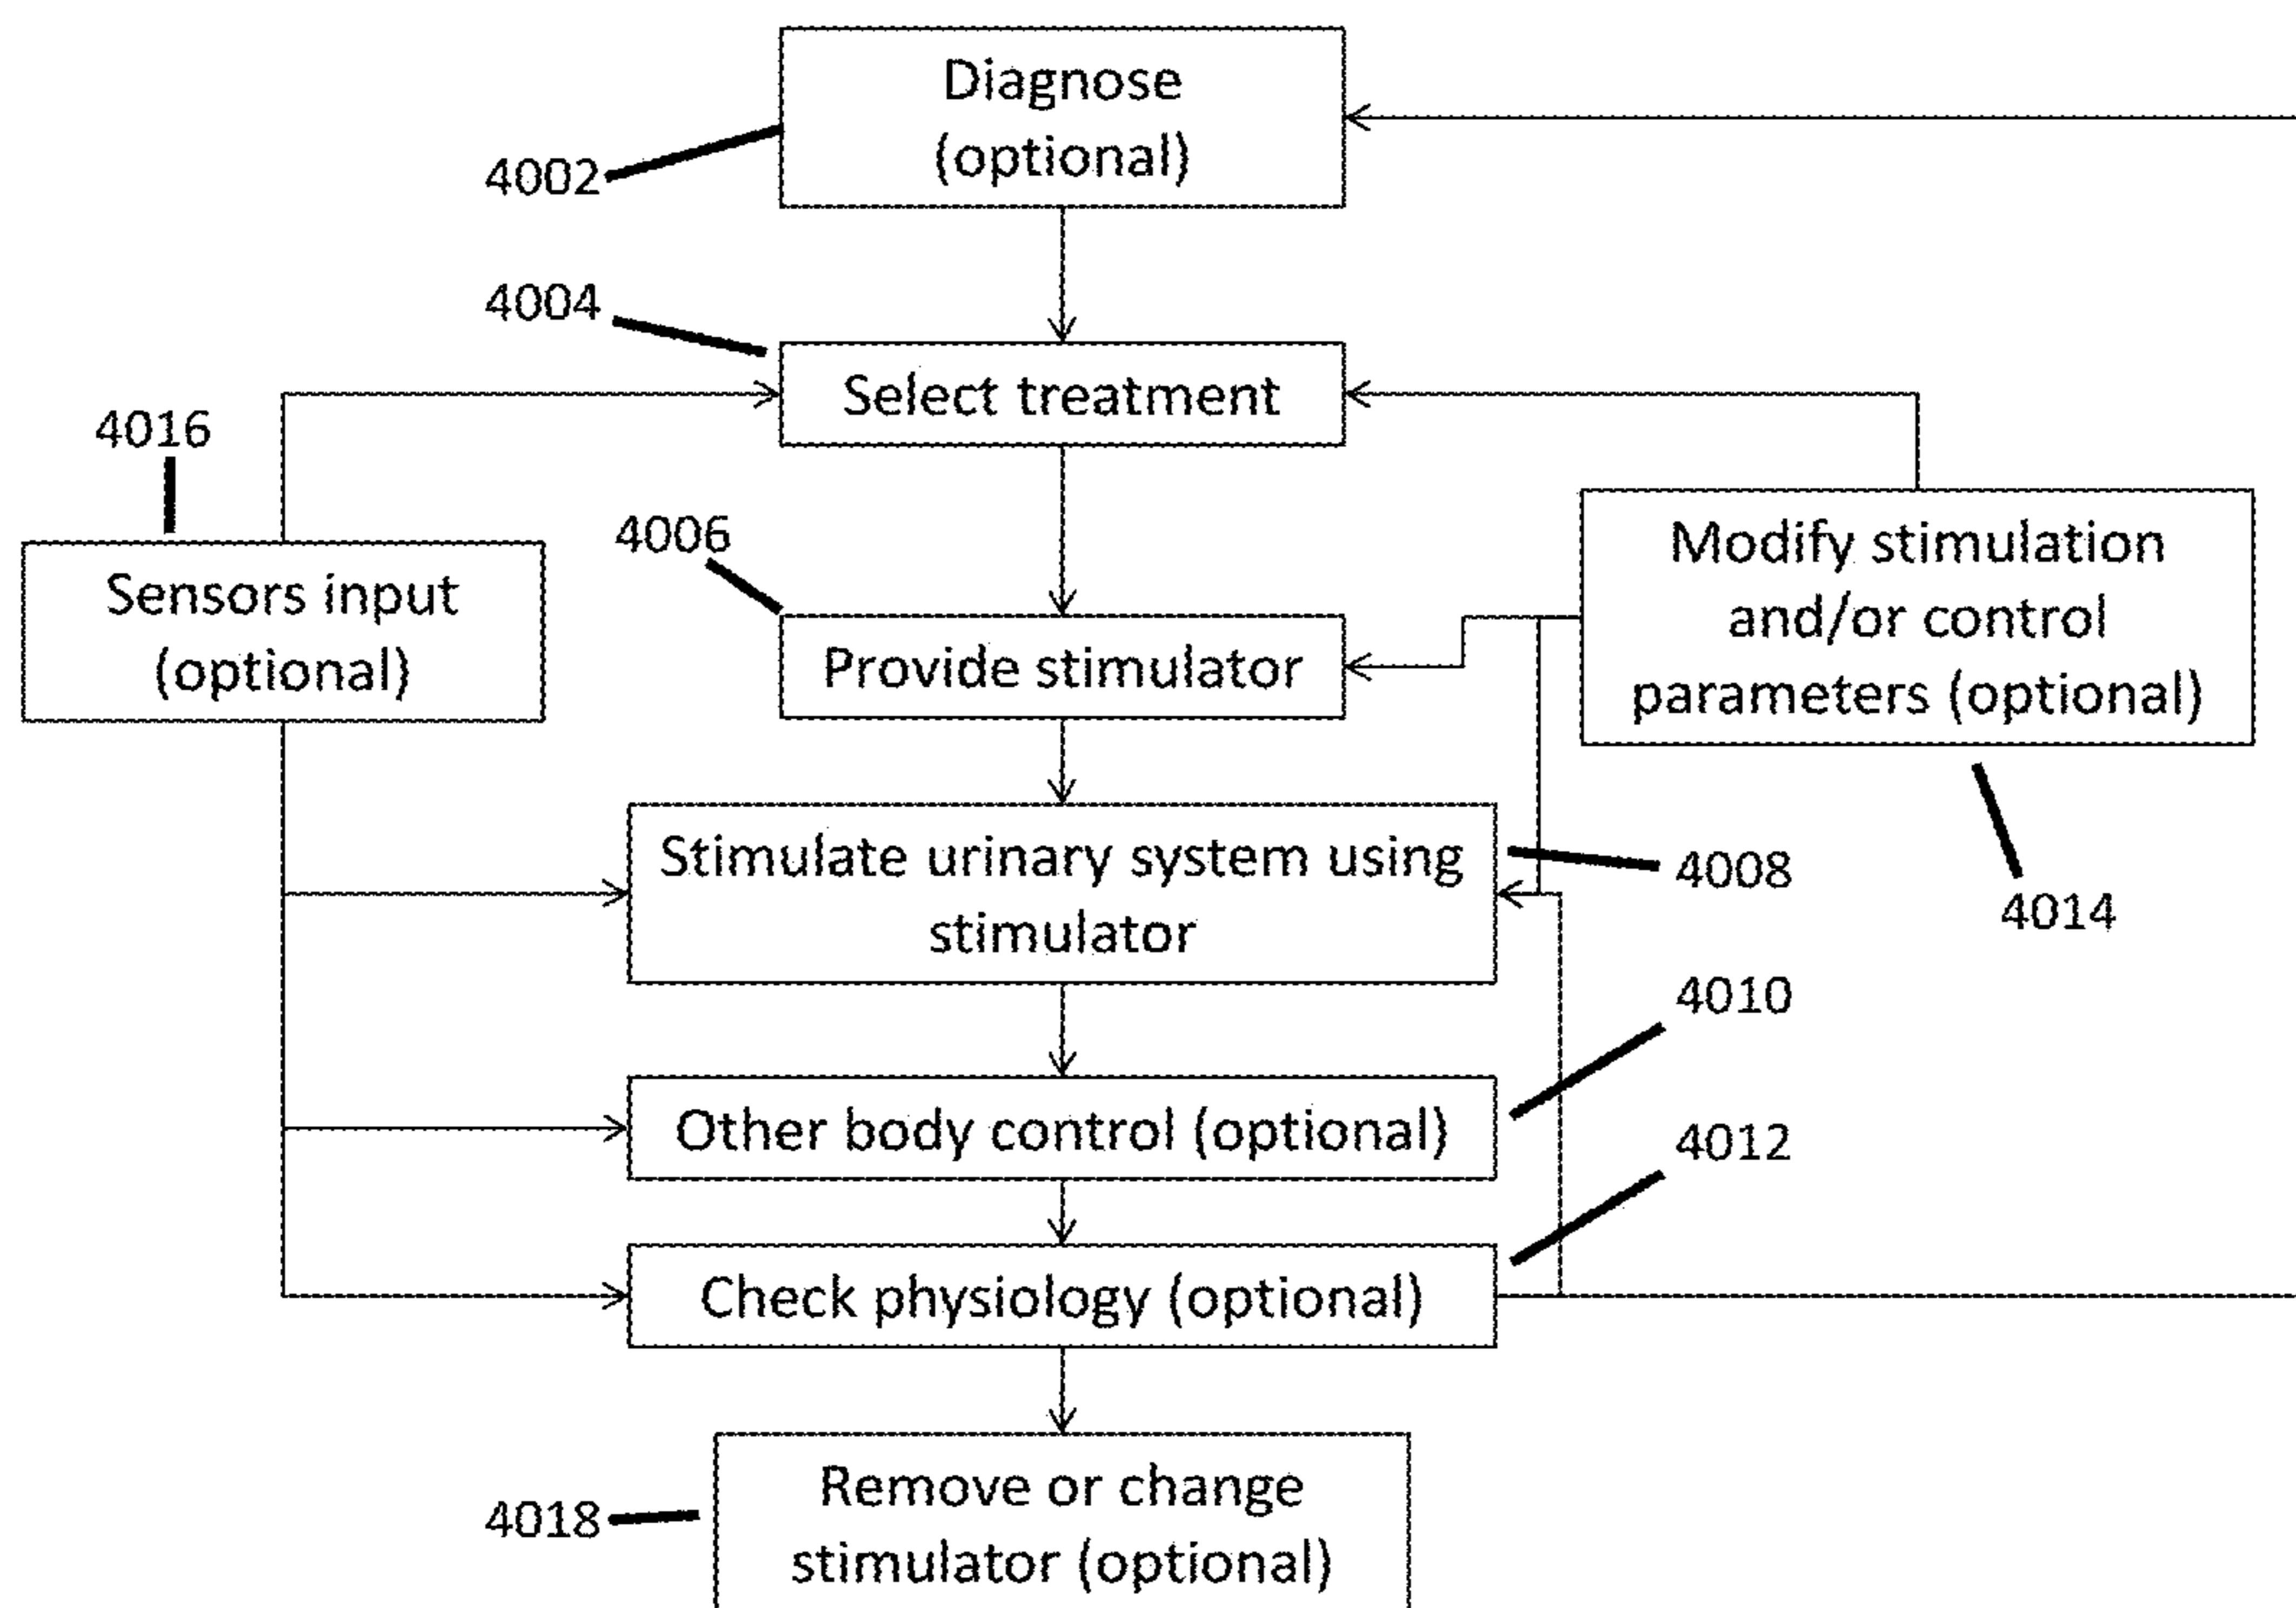 Diagnose
(optional)
4002
4004
Select treatment
4016
4006
Sensors input
(optional)
Modify stimulation
and/or control
parameters (optional)
Provide stimulator
Stimulate urinary system using
stimulator
4008
4014
4010
Other body control (optional)
4012
Check physiology (optional)
Remove or change
stimulator (optional)
4018